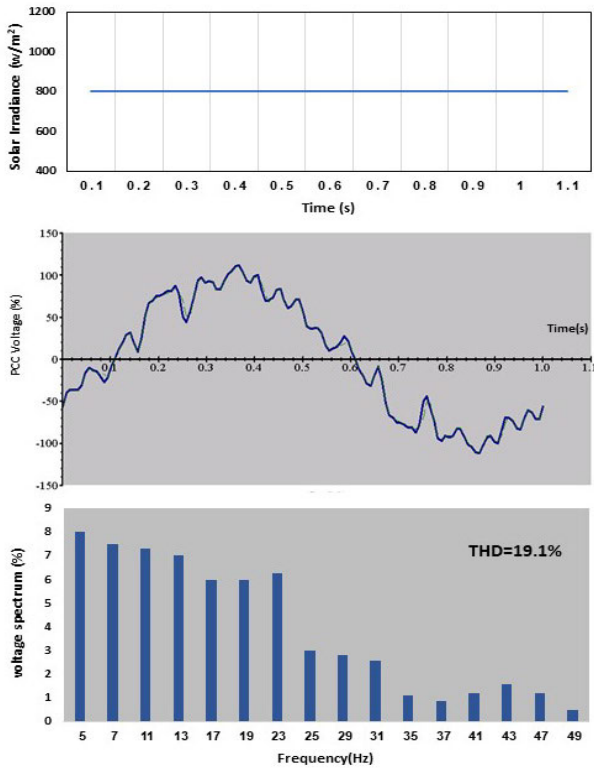 Solar Irradiance (w/m²)
1200
1000
800
600
400
0.1 0.2 0.3 0.4 0.5 0.6 0.7 0.8 0.9 1 1.1
Time (s)
PCC Voltage (%)
150
100
50
0
-50
-100
-150
Time(s)
0.1 0.2 0.3 0.4 0.5 0.6 0.7 0.8 0.9 1.0 1.1
voltage spectrum (%)
9
8
7
6
5
4
3
2
1
0
THD=19.1%
5 7 11 13 17 19 23 25 29 31 35 37 41 43 47 49
Frequency(Hz)